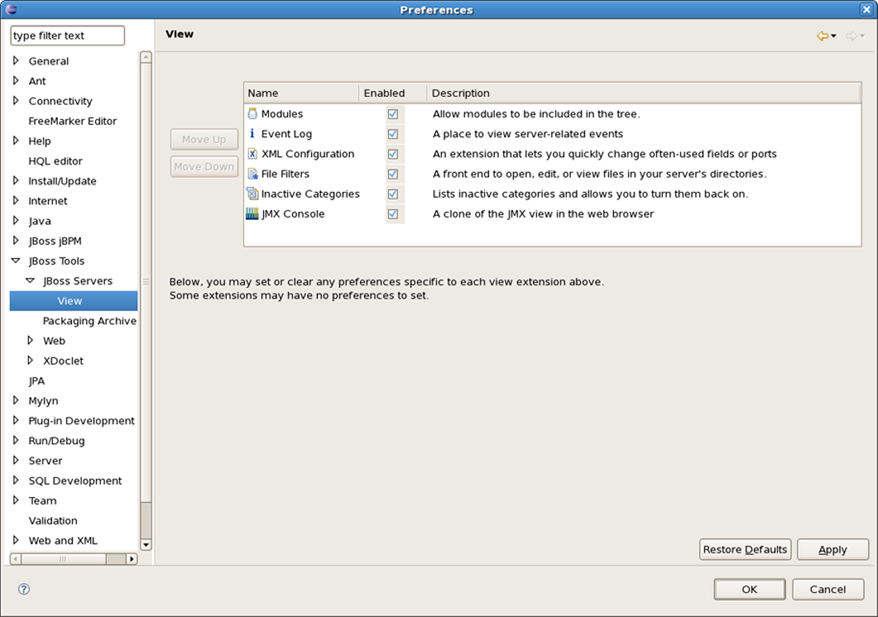 Preferences
type filter text
General
Ant
Connectivity
FreeMarker Editor
Help
HQL editor
Install/Update
Internet
Java
JBoss jBPM
JBoss Tools
JBoss Servers
View
Packaging Archive
Web
XDoclet
JPA
Mylyn
Plug-in Development
Run/Debug
Server
SQL Development
Team
Validation
Web and XML
View
Move Up
Move Down
Name Enabled Description
Modules Allow modules to be included in the tree.
Event Log A place to view server-related events
XML Configuration An extension that lets you quickly change often-used fields or ports
File Filters A front end to open, edit, or view files in your server's directories.
Inactive Categories Lists inactive categories and allows you to turn them back on.
JMX Console A clone of the JMX view in the web browser
Below, you may set or clear any preferences specific to each view extension above.
Some extensions may have no preferences to set.
Restore Defaults Apply
? OK Cancel